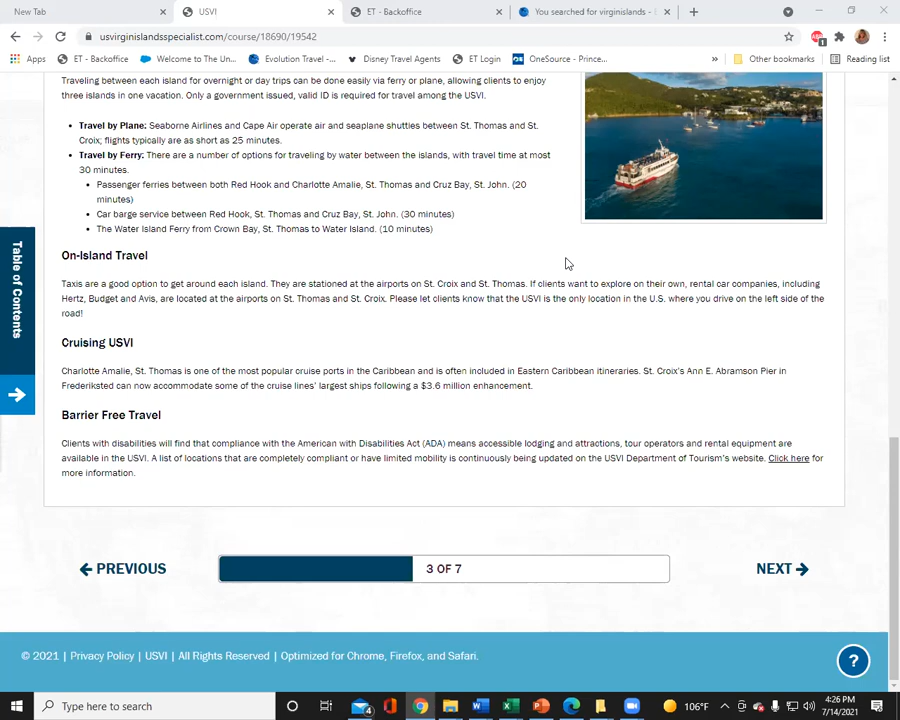 New Tab
USVI
ET - Backoffice
You searched for virginislands -
usvirginislandsspecialist.com/course/18690/19542
Apps
ET - Backoffice
Welcome to The Un...
Evolution Travel -...
Disney Travel Agents
ET Login
OneSource - Prince...
»
Other bookmarks
Reading list
Traveling between each island for overnight or day trips can be done easily via ferry or plane, allowing clients to enjoy
three islands in one vacation. Only a government issued, valid ID is required for travel among the USVI.
• Travel by Plane: Seaborne Airlines and Cape Air operate air and seaplane shuttles between St. Thomas and St.
Croix; flights typically are as short as 25 minutes.
• Travel by Ferry: There are a number of options for traveling by water between the islands, with travel time at most
30 minutes.
• Passenger ferries between both Red Hook and Charlotte Amalie, St. Thomas and Cruz Bay, St. John. (20
minutes)
• Car barge service between Red Hook, St. Thomas and Cruz Bay, St. John. (30 minutes)
• The Water Island Ferry from Crown Bay, St. Thomas to Water Island. (10 minutes)
Table of Contents
On-Island Travel
Taxis are a good option to get around each island. They are stationed at the airports on St. Croix and St. Thomas. If clients want to explore on their own, rental car companies, including
Hertz, Budget and Avis, are located at the airports on St. Thomas and St. Croix. Please let clients know that the USVI is the only location in the U.S. where you drive on the left side of the
road!
Cruising USVI
Charlotte Amalie, St. Thomas is one of the most popular cruise ports in the Caribbean and is often included in Eastern Caribbean itineraries. St. Croix's Ann E. Abramson Pier in
Frederiksted can now accommodate some of the cruise lines' largest ships following a $3.6 million enhancement.
Barrier Free Travel
Clients with disabilities will find that compliance with the American with Disabilities Act (ADA) means accessible lodging and attractions, tour operators and rental equipment are
available in the USVI. A list of locations that are completely compliant or have limited mobility is continuously being updated on the USVI Department of Tourism's website. Click here for
more information.
PREVIOUS
3 OF 7
NEXT
© 2021 | Privacy Policy | USVI | All Rights Reserved | Optimized for Chrome, Firefox, and Safari.
?
Type here to search
4
106°F
4:26 PM
7/14/2021